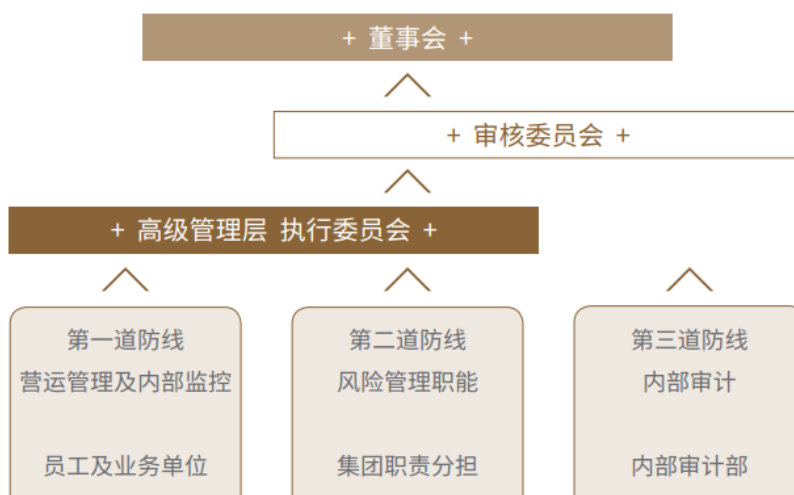 + 董事会 +
+ 审核委员会 +
+ 高级管理层 执行委员会 +
第一道防线
营运管理及内部监控
员工及业务单位
第二道防线
风险管理职能
集团职责分担
第三道防线
内部审计
内部审计部